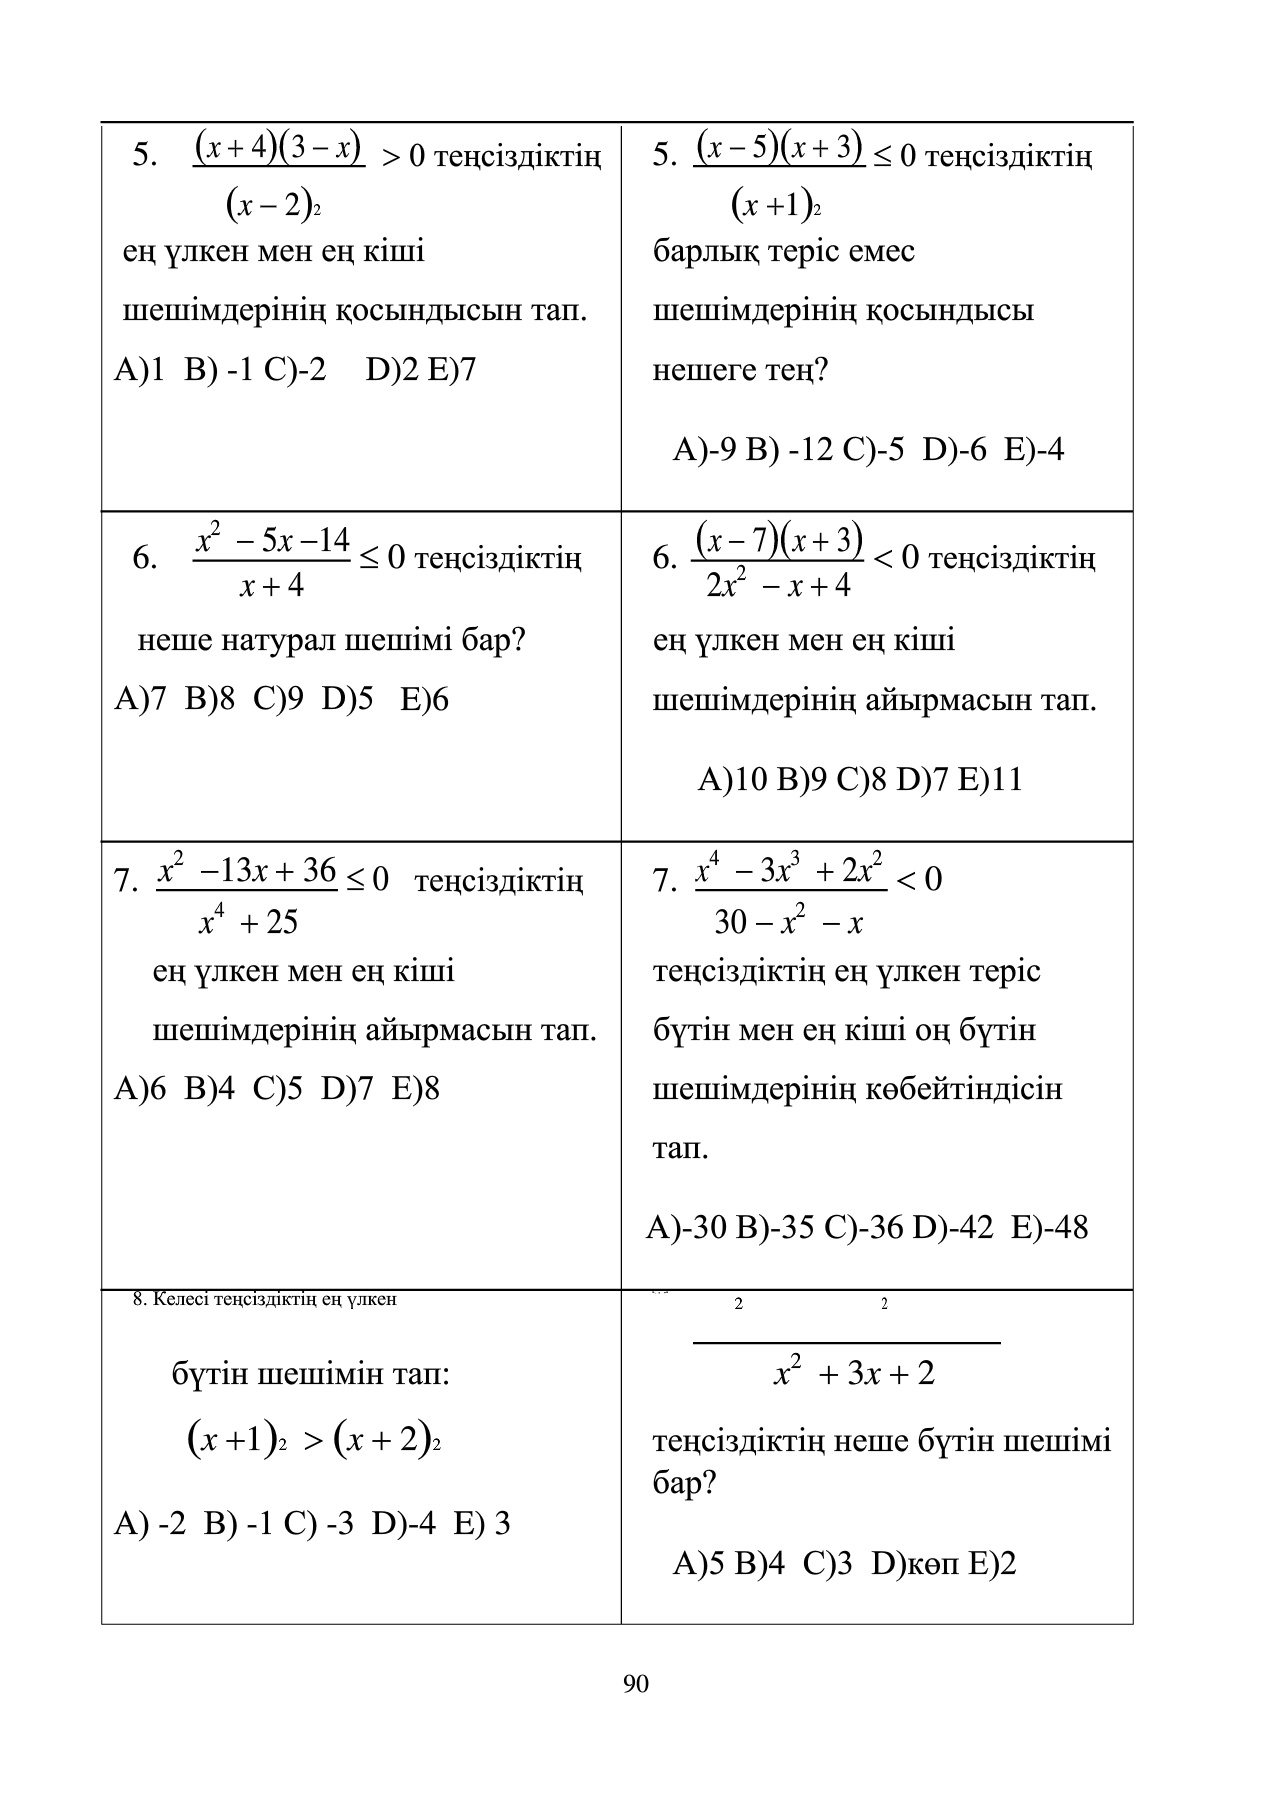 5. (x + 4)(3 − x) / (x − 2)² > 0 теңсіздіктің
ең үлкен мен ең кіші
шешімдерінің қосындысын тап.
A)1 B) -1 C)-2 D)2 E)7
5. (x − 5)(x + 3) / (x +1)² ≤ 0 теңсіздіктің
барлық теріс емес
шешімдерінің қосындысы
нешеге тең?
A)-9 B) -12 C)-5 D)-6 E)-4
6. x² − 5x −14 / x + 4 ≤ 0 теңсіздіктің
неше натурал шешімі бар?
A)7 B)8 C)9 D)5 E)6
6. (x − 7)(x + 3) / 2x² − x + 4 < 0 теңсіздіктің
ең үлкен мен ең кіші
шешімдерінің айырмасын тап.
A)10 B)9 C)8 D)7 E)11
7. x² −13x + 36 / x⁴ + 25 ≤ 0 теңсіздіктің
ең үлкен мен ең кіші
шешімдерінің айырмасын тап.
A)6 B)4 C)5 D)7 E)8
7. x⁴ − 3x³ + 2x² / 30 − x² − x < 0
теңсіздіктің ең үлкен теріс
бүтін мен ең кіші оң бүтін
шешімдерінің көбейтіндісін
тап.
A)-30 B)-35 C)-36 D)-42 E)-48
8. Келесі теңсіздіктің ең үлкен
бүтін шешімін тап:
(x +1)² > (x + 2)²
A) -2 B) -1 C) -3 D)-4 E) 3
2 2
x² + 3x + 2
теңсіздіктің неше бүтін шешімі
бар?
A)5 B)4 C)3 D)көп E)2
90